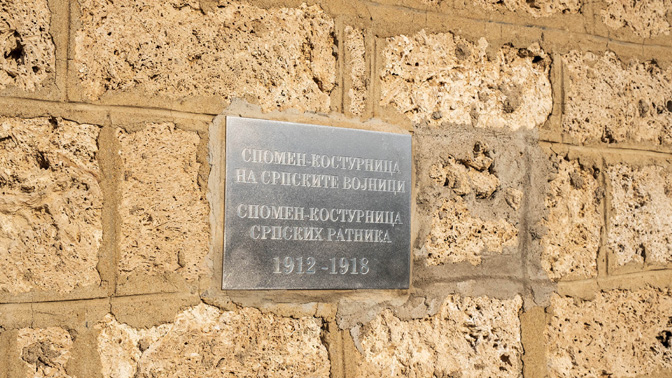 СПОМЕН-КОСТУРНИЦА
НА СРПСКИТЕ ВОЈНИЦИ
СПОМЕН-КОСТУРНИЦА
СРПСКИХ РАТНИКА
1912 -1918